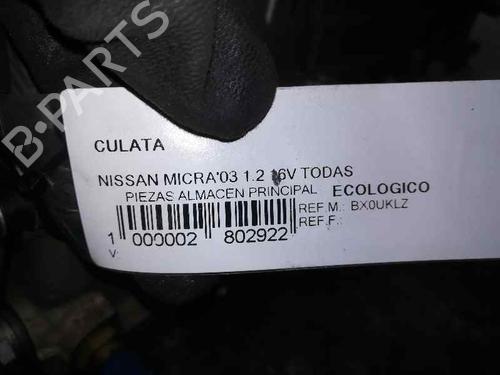 B-PARTS
CULATA
NISSAN MICRA'03 1.2 16V TODAS
PIEZAS ALMACEN PRINCIPAL ECOLOGICO
REF M.: BX0UKLZ
REF.F.:
1 000002 802922
V: